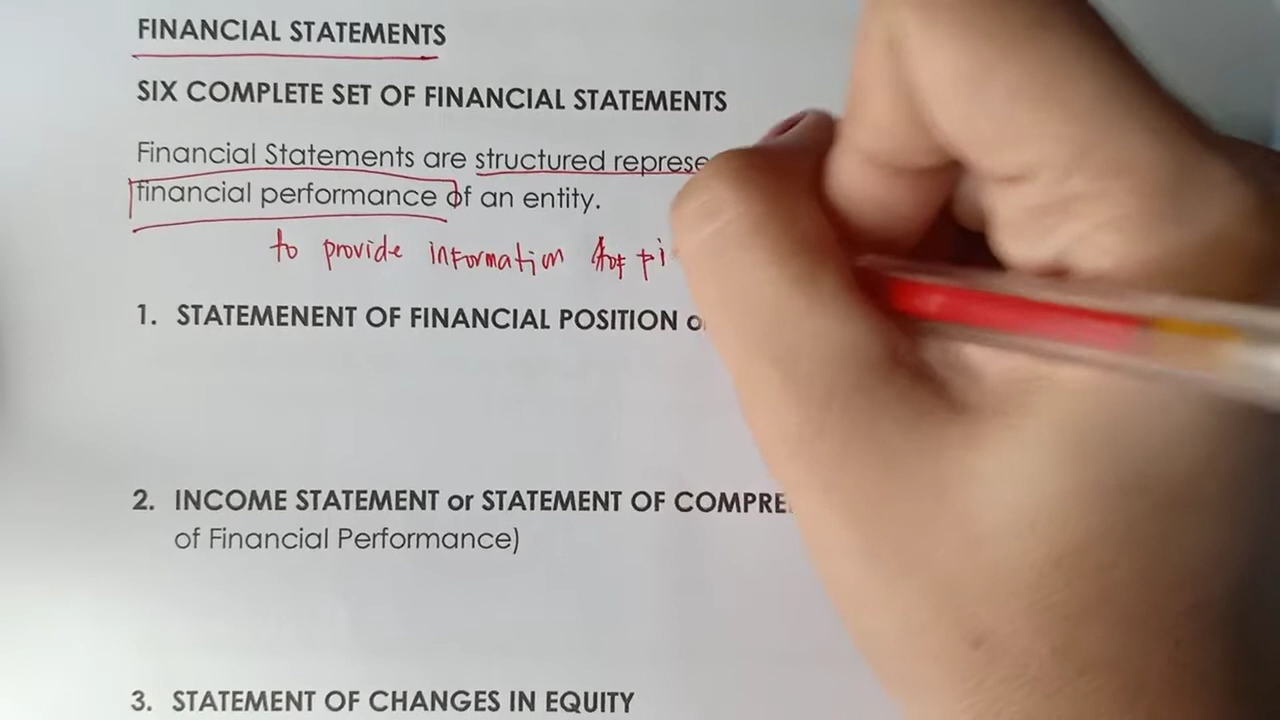 FINANCIAL STATEMENTS
SIX COMPLETE SET OF FINANCIAL STATEMENTS
Financial Statements are structured represe
financial performance of an entity.
to provide information
1. STATEMENENT OF FINANCIAL POSITION o
2. INCOME STATEMENT or STATEMENT OF COMPRE
of Financial Performance)
3. STATEMENT OF CHANGES IN EQUITY